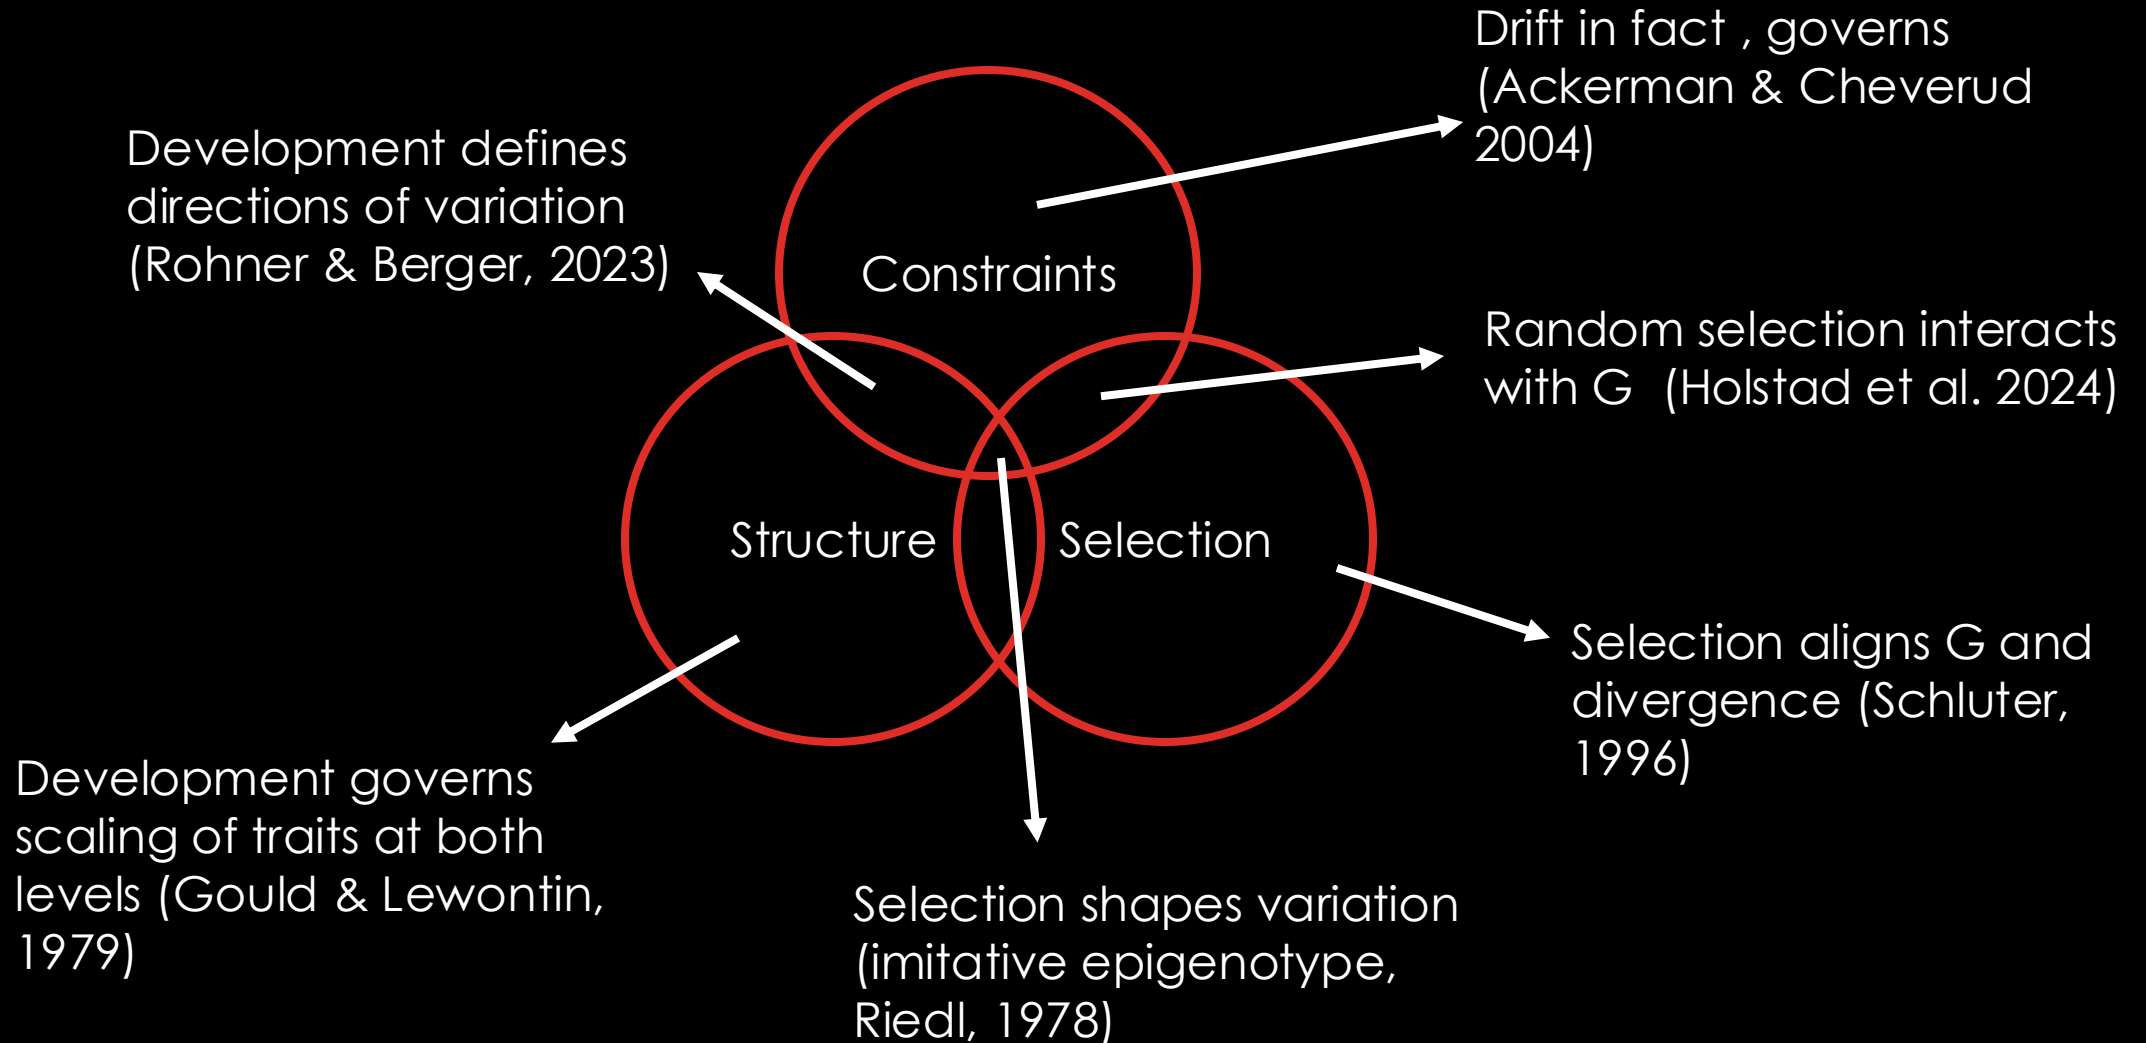 Drift in fact , governs
(Ackerman & Cheverud
2004)
Development defines
directions of variation
(Rohner & Berger, 2023)
Constraints
Random selection interacts
with G  (Holstad et al. 2024)
Structure
Selection
Selection aligns G and
divergence (Schluter,
1996)
Development governs
scaling of traits at both
levels (Gould & Lewontin,
1979)
Selection shapes variation
(imitative epigenotype,
Riedl, 1978)